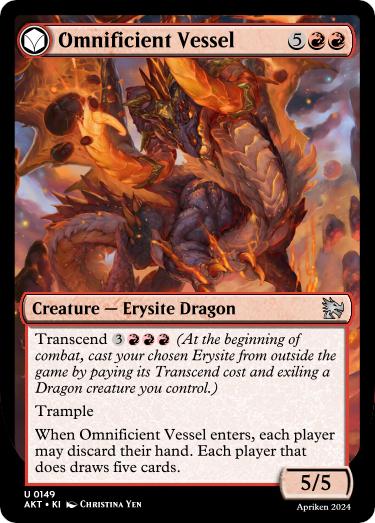 Omnificient Vessel 5
Creature — Erysite Dragon
Transcend 3 (At the beginning of
combat, cast your chosen Erysite from outside the
game by paying its Transcend cost and exiling a
Dragon creature you control.)
Trample
When Omnificient Vessel enters, each player
may discard their hand. Each player that
does draws five cards.
5/5
U 0149
AKT • KI Christina Yen
Apriken 2024